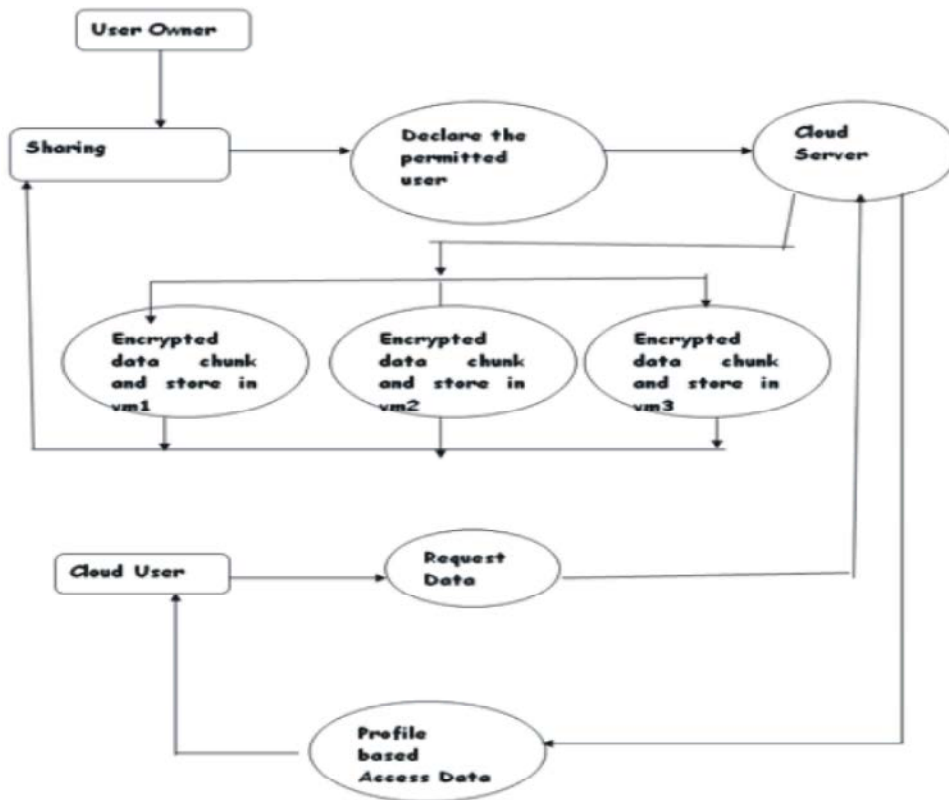 User Owner
Sharing
Declare the
permitted
user
Cloud
Server
Encrypted
data chunk
and store in
vm1
Encrypted
data chunk
and store in
vm2
Encrypted
data chunk
and store in
vm3
Cloud User
Request
Data
Profile
based
Access Data